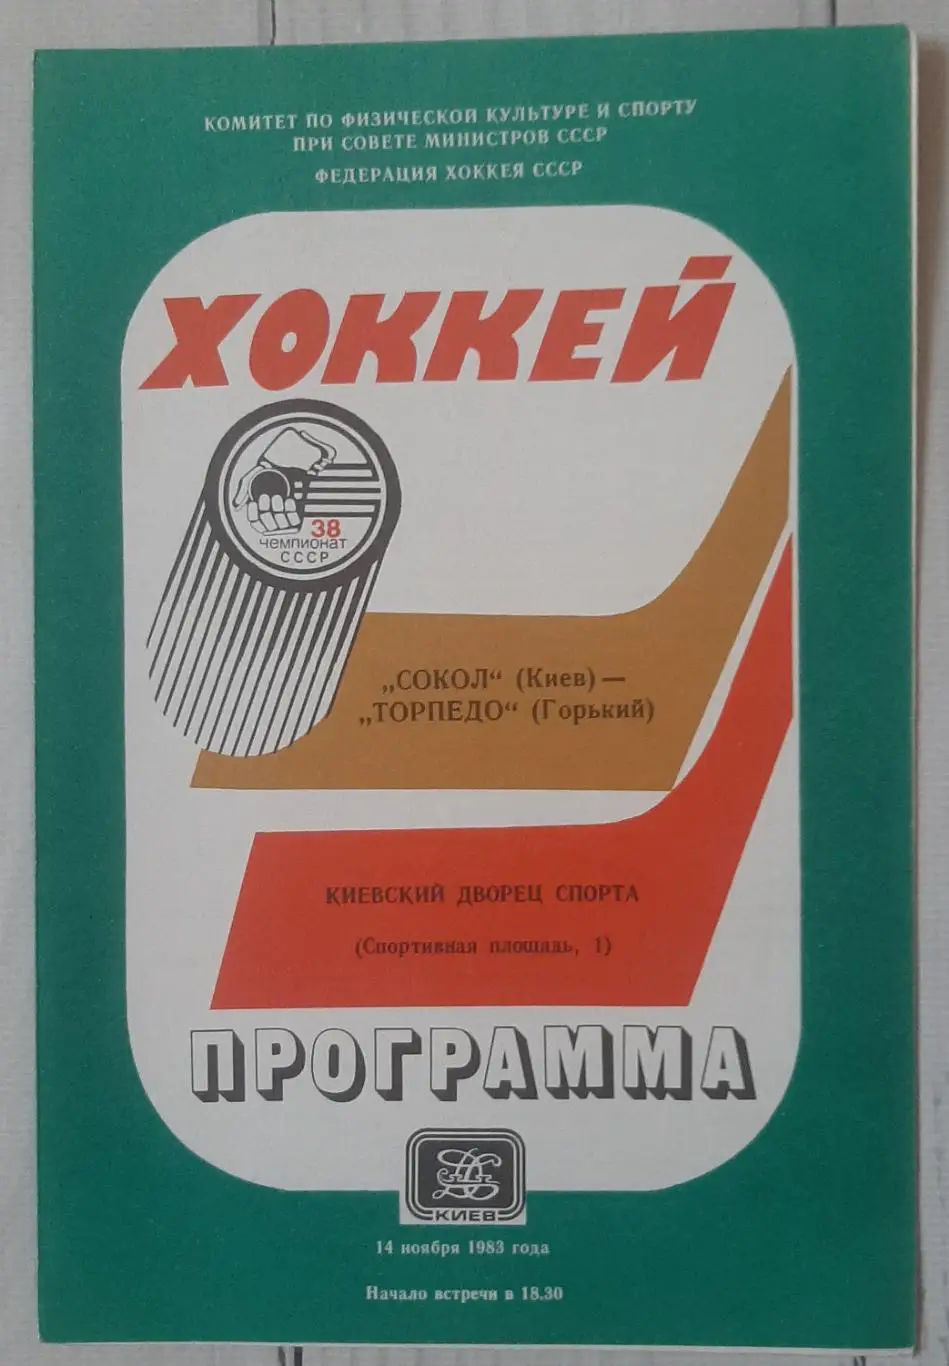 КОМИТЕТ ПО ФИЗИЧЕСКОЙ КУЛЬТУРЕ И СПОРТУ
ПРИ СОВЕТЕ МИНИСТРОВ СССР
ФЕДЕРАЦИЯ ХОККЕЯ СССР
ХОККЕЙ
38
чемпионат
СССР
„СОКОЛ“ (Киев) —
„ТОРПЕДО“ (Горький)
КИЕВСКИЙ ДВОРЕЦ СПОРТА
(Спортивная площадь, 1)
ПРОГРАММА
КИЕВ
14 ноября 1983 года
Начало встречи в 18.30